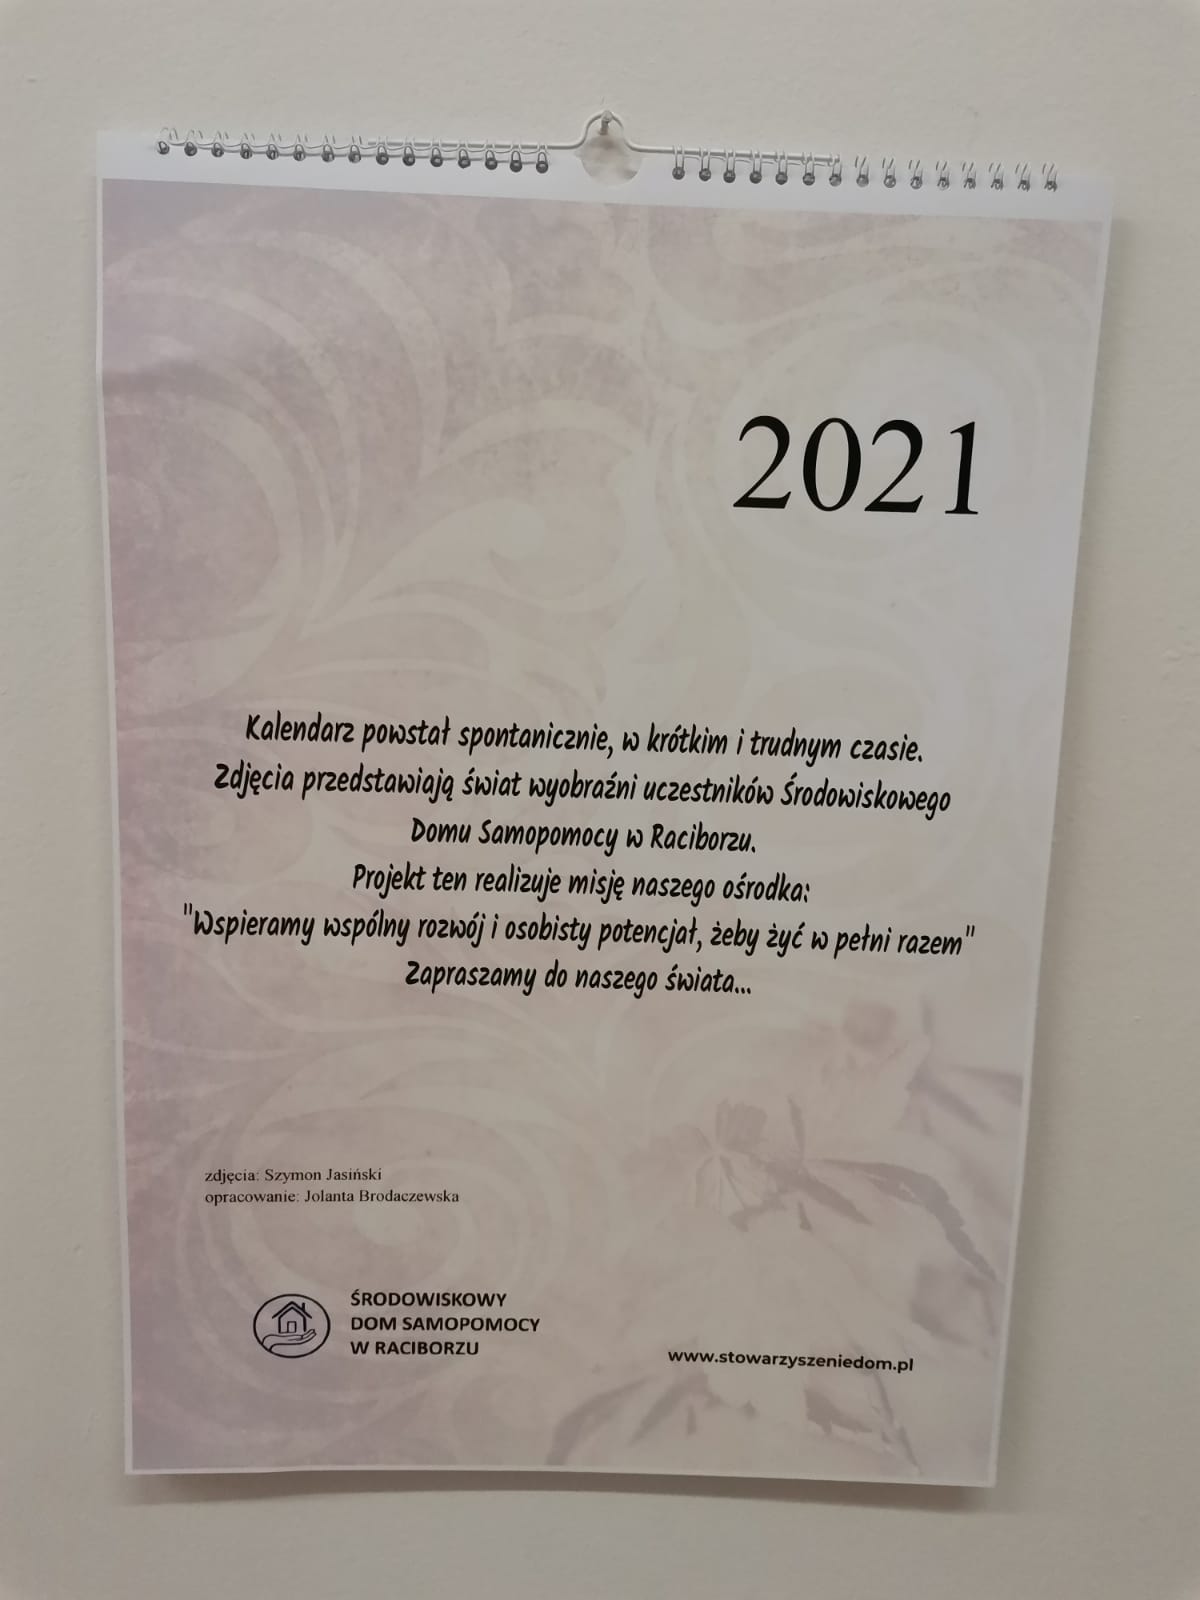 2021
Kalendarz powstał spontanicznie, w krótkim i trudnym czasie.
Zdjęcia przedstawiają świat wyobraźni uczestników Środowiskowego
Domu Samopomocy w Raciborzu.
Projekt ten realizuje misję naszego ośrodka:
"Wspieramy wspólny rozwój i osobisty potencjał, żeby żyć w pełni razem"
Zapraszamy do naszego świata...
zdjęcia: Szymon Jasiński
opracowanie: Jolanta Brodaczewska
ŚRODOWISKOWY
DOM SAMOPOMOCY
W RACIBORZU
www.stowarzyszeniedom.pl